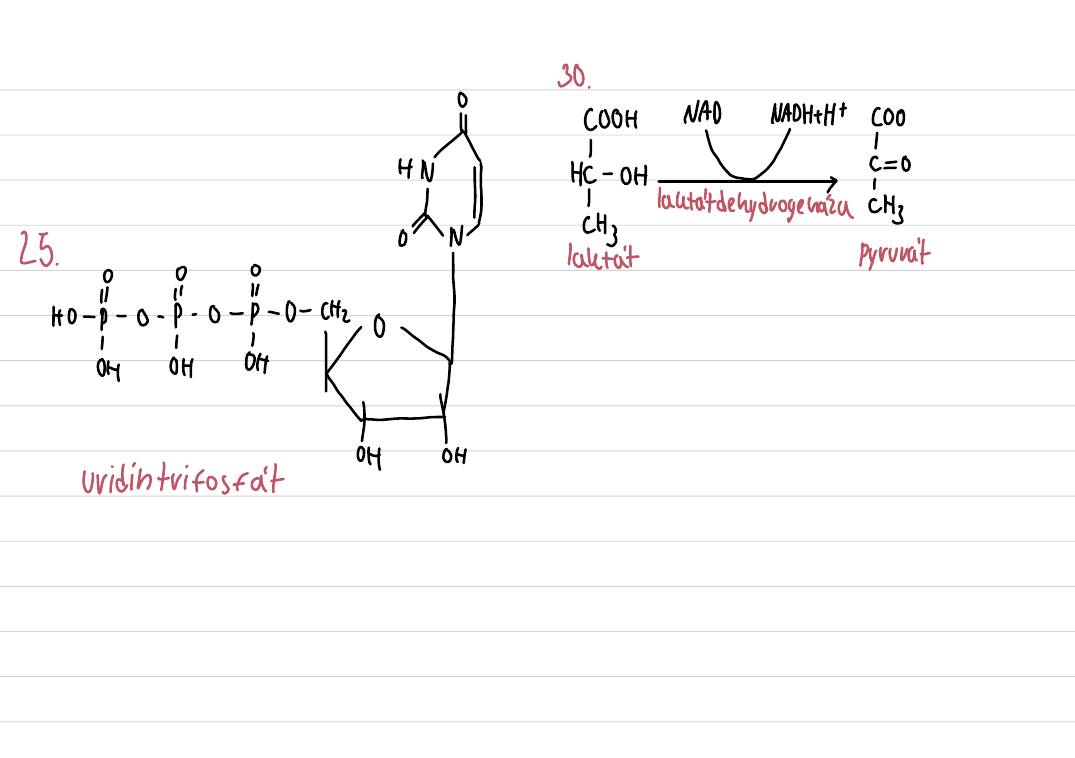 30.
COOH NAD NADH+H+ COO
HC - OH C=O
laktátdehydrogenáza
CH3 CH3
laktát pyruvát
O
HN
O N
25.
O O O
HO-P-O-P-O-P-O-CH2 O
OH OH OH
OH OH
uridíntrifosfát